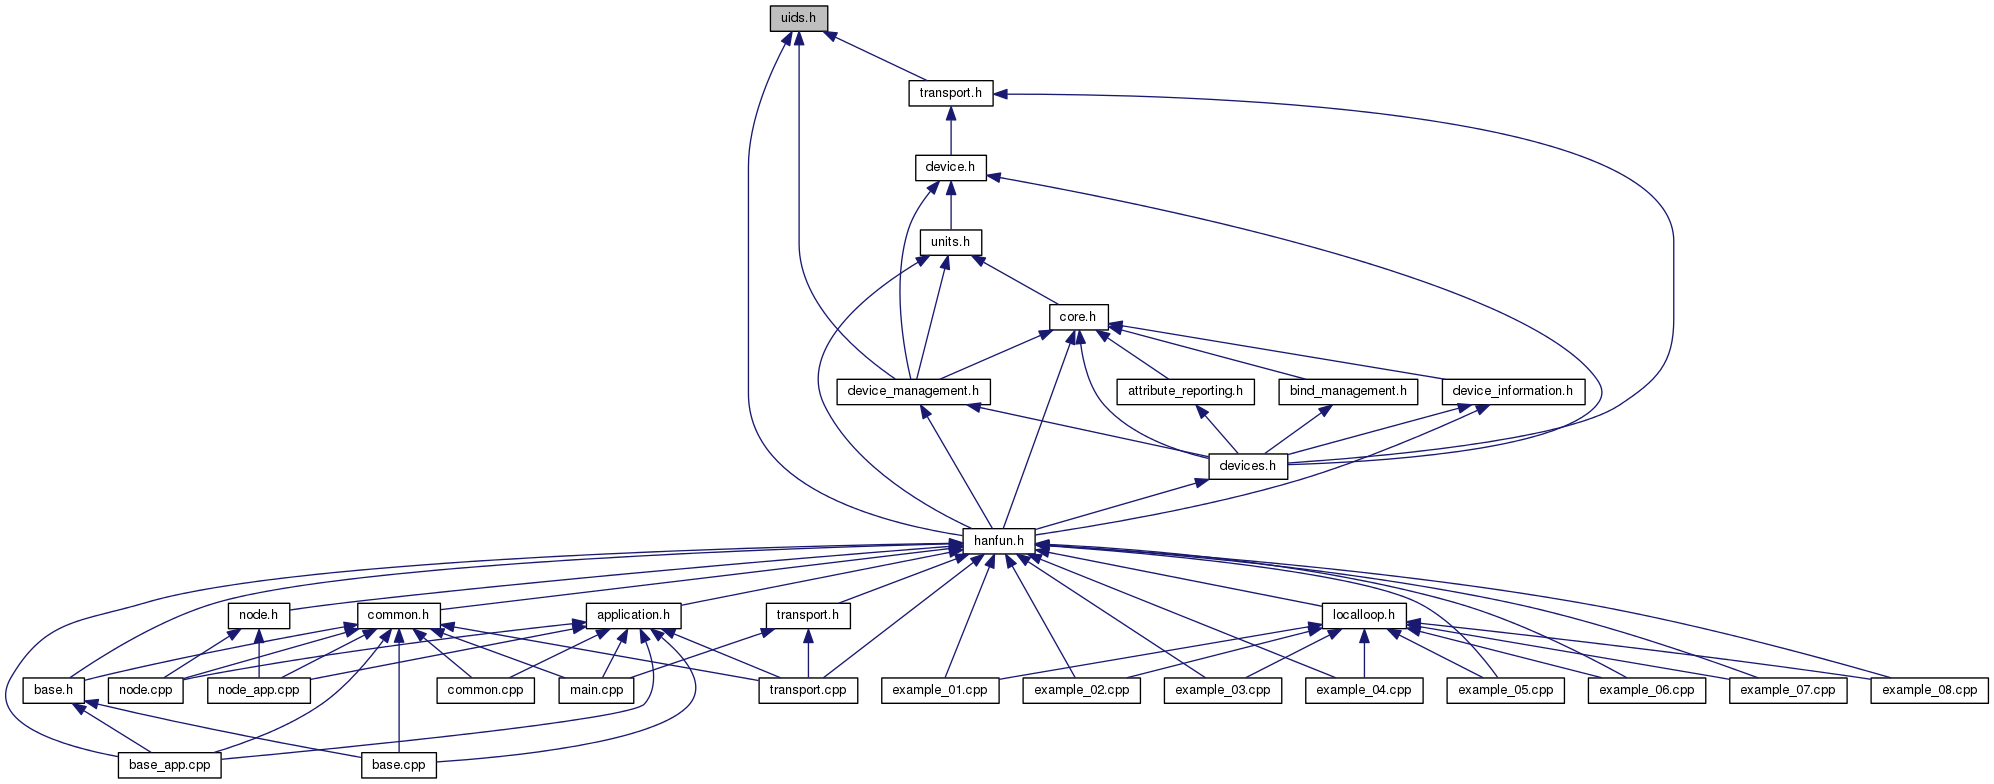 uids.h
transport.h
device.h
units.h
core.h
device_management.h
attribute_reporting.h
bind_management.h
device_information.h
devices.h
hanfun.h
node.h
common.h
application.h
transport.h
localloop.h
base.h
node.cpp
node_app.cpp
common.cpp
main.cpp
transport.cpp
example_01.cpp
example_02.cpp
example_03.cpp
example_04.cpp
example_05.cpp
example_06.cpp
example_07.cpp
example_08.cpp
base_app.cpp
base.cpp